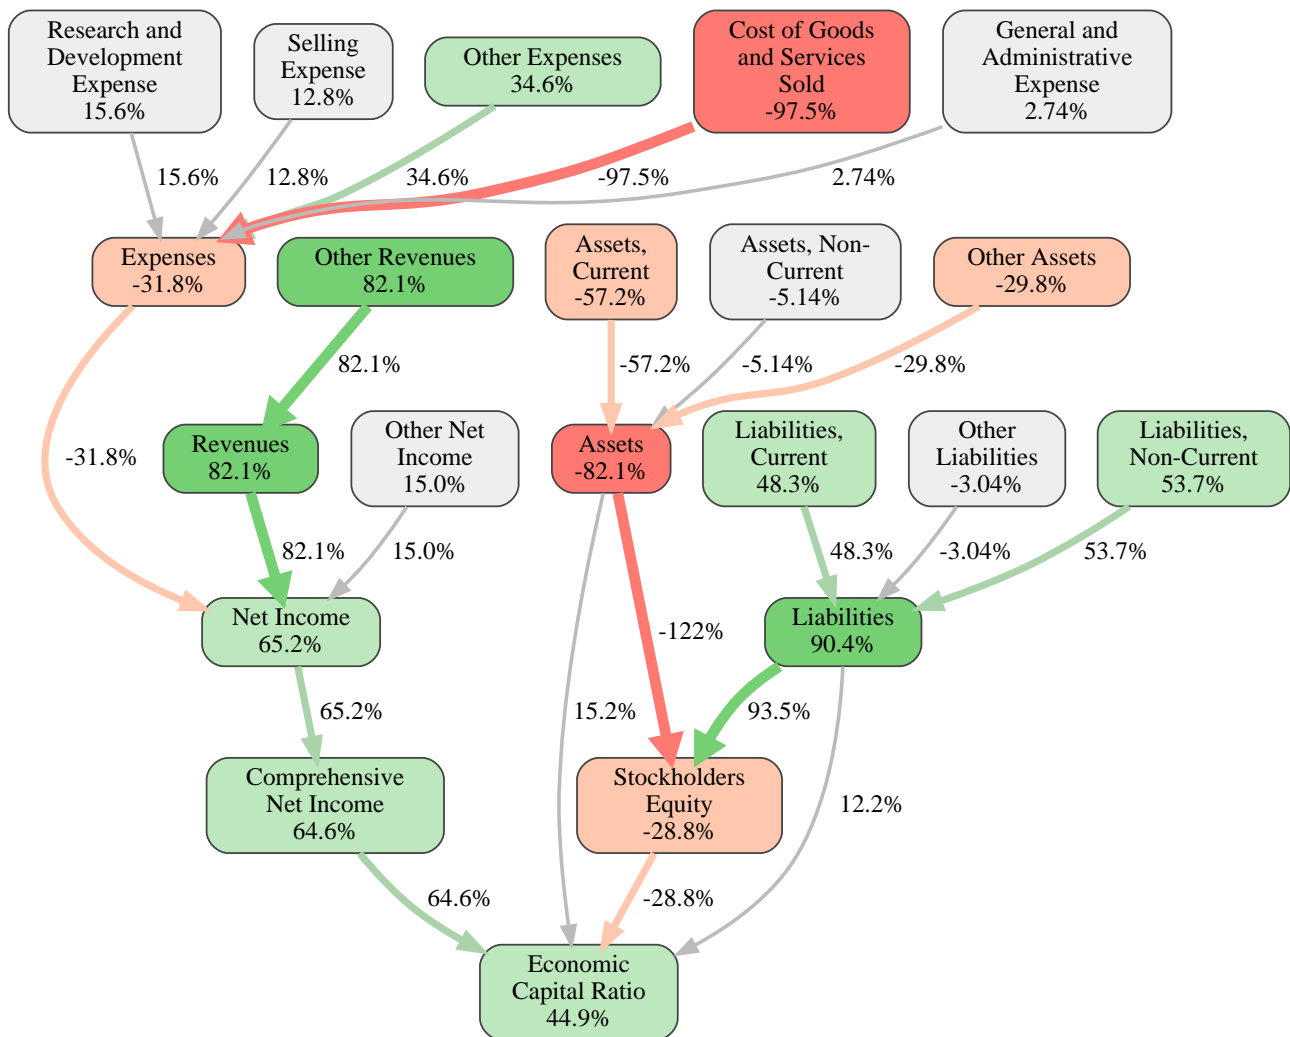 Research and
Development
Expense
15.6%
Selling
Expense
12.8%
Other Expenses
34.6%
Cost of Goods
and Services
Sold
-97.5%
General and
Administrative
Expense
2.74%
15.6%
12.8%
34.6%
-97.5%
2.74%
Expenses
-31.8%
Other Revenues
82.1%
Assets,
Current
-57.2%
Assets, Non-
Current
-5.14%
Other Assets
-29.8%
82.1%
-57.2%
-5.14%
-29.8%
-31.8%
Revenues
82.1%
Other Net
Income
15.0%
Assets
-82.1%
Liabilities,
Current
48.3%
Other
Liabilities
-3.04%
Liabilities,
Non-Current
53.7%
82.1%
15.0%
48.3%
-3.04%
53.7%
Net Income
65.2%
-122%
Liabilities
90.4%
65.2%
15.2%
93.5%
Comprehensive
Net Income
64.6%
Stockholders
Equity
-28.8%
12.2%
64.6%
-28.8%
Economic
Capital Ratio
44.9%